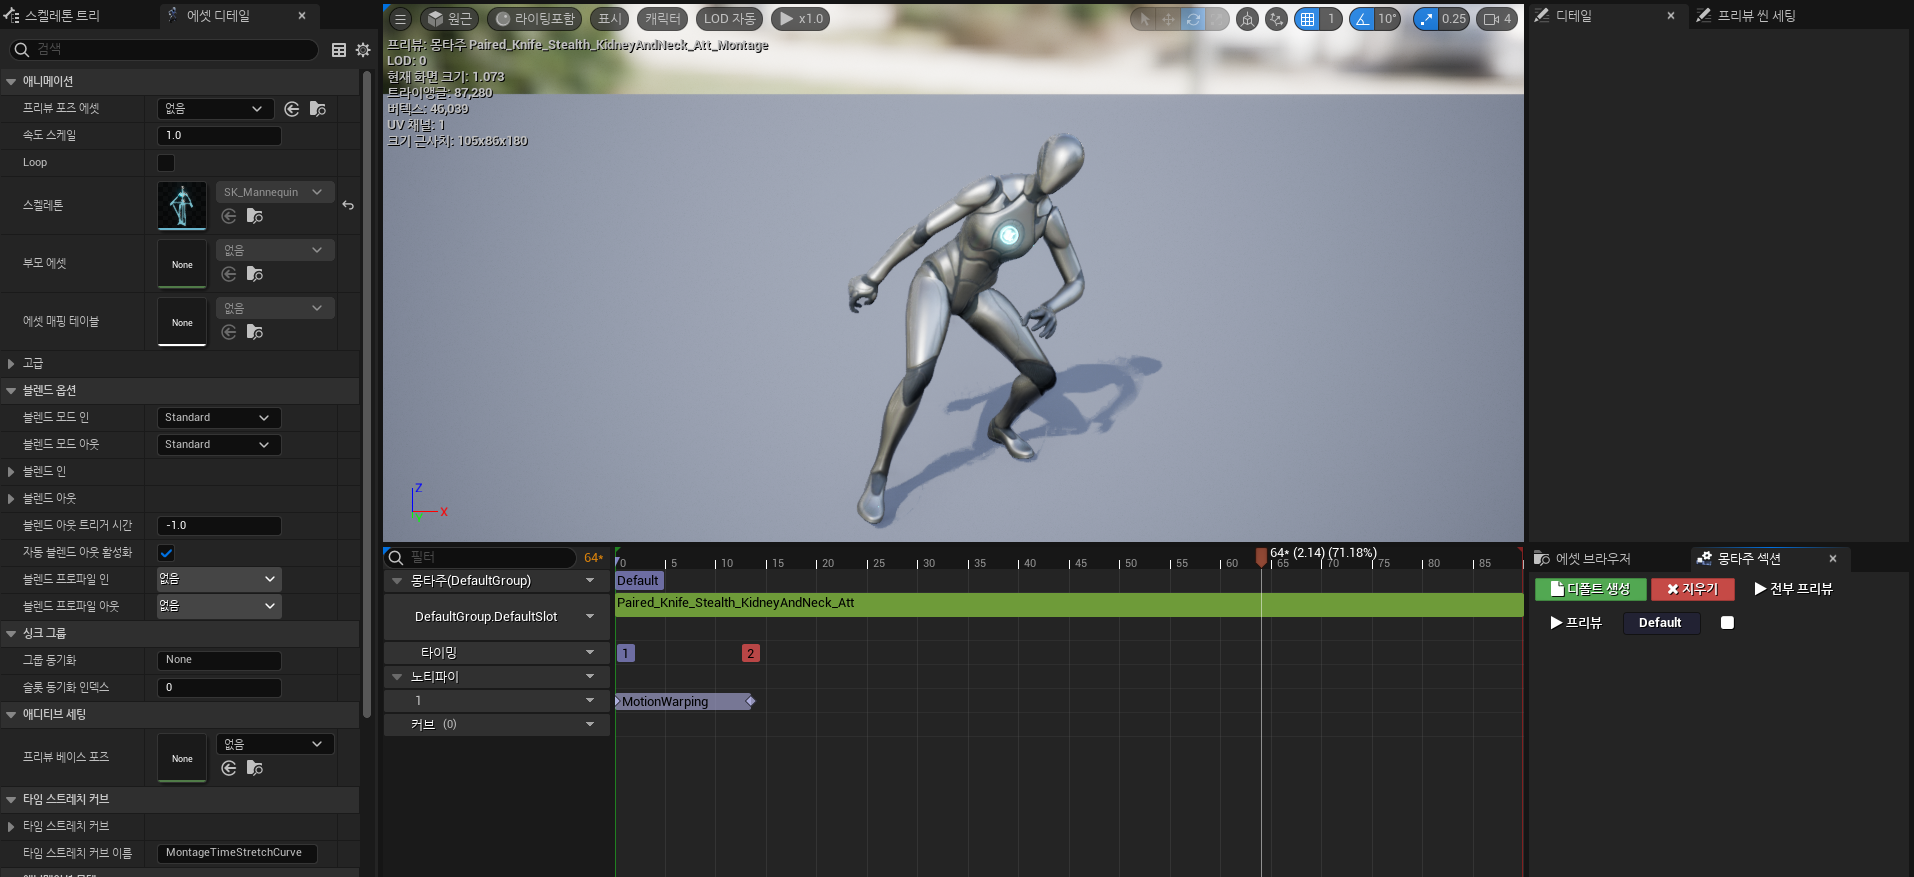 스켈레톤 트리
에셋 디테일
검색
애니메이션
프리뷰 포즈 에셋
없음
속도 스케일
1.0
Loop
스켈레톤
SK_Mannequin
부모 에셋
None
없음
에셋 매핑 테이블
None
없음
고급
블렌드 옵션
블렌드 모드 인
Standard
블렌드 모드 아웃
Standard
블렌드 인
블렌드 아웃
블렌드 아웃 트리거 시간
-1.0
자동 블렌드 아웃 활성화
블렌드 프로파일 인
없음
블렌드 프로파일 아웃
없음
싱크 그룹
그룹 동기화
None
슬롯 동기화 인덱스
0
애디티브 세팅
프리뷰 베이스 포즈
None
없음
타임 스트레치 커브
타임 스트레치 커브
타임 스트레치 커브 이름
MontageTimeStretchCurve
원근
라이팅포함
표시
캐릭터
LOD 자동
x1.0
1
10°
0.25
4
프리뷰: 몽타주 Paired_Knife_Stealth_KidneyAndNeck_Att_Montage
LOD: 0
현재 화면 크기: 1.073
트라이앵글: 87,280
버텍스: 46,039
UV 채널: 1
크기 근사치: 105x86x180
Z
X
Y
필터
64*
0 5 10 15 20 25 30 35 40 45 50 55 60 65 70 75 80 85
64* (2.14) (71.18%)
몽타주(DefaultGroup)
Default
DefaultGroup.DefaultSlot
Paired_Knife_Stealth_KidneyAndNeck_Att
타이밍
1
2
노티파이
1
MotionWarping
커브 (0)
디테일
프리뷰 씬 세팅
에셋 브라우저
몽타주 섹션
디폴트 생성
지우기
전부 프리뷰
프리뷰
Default